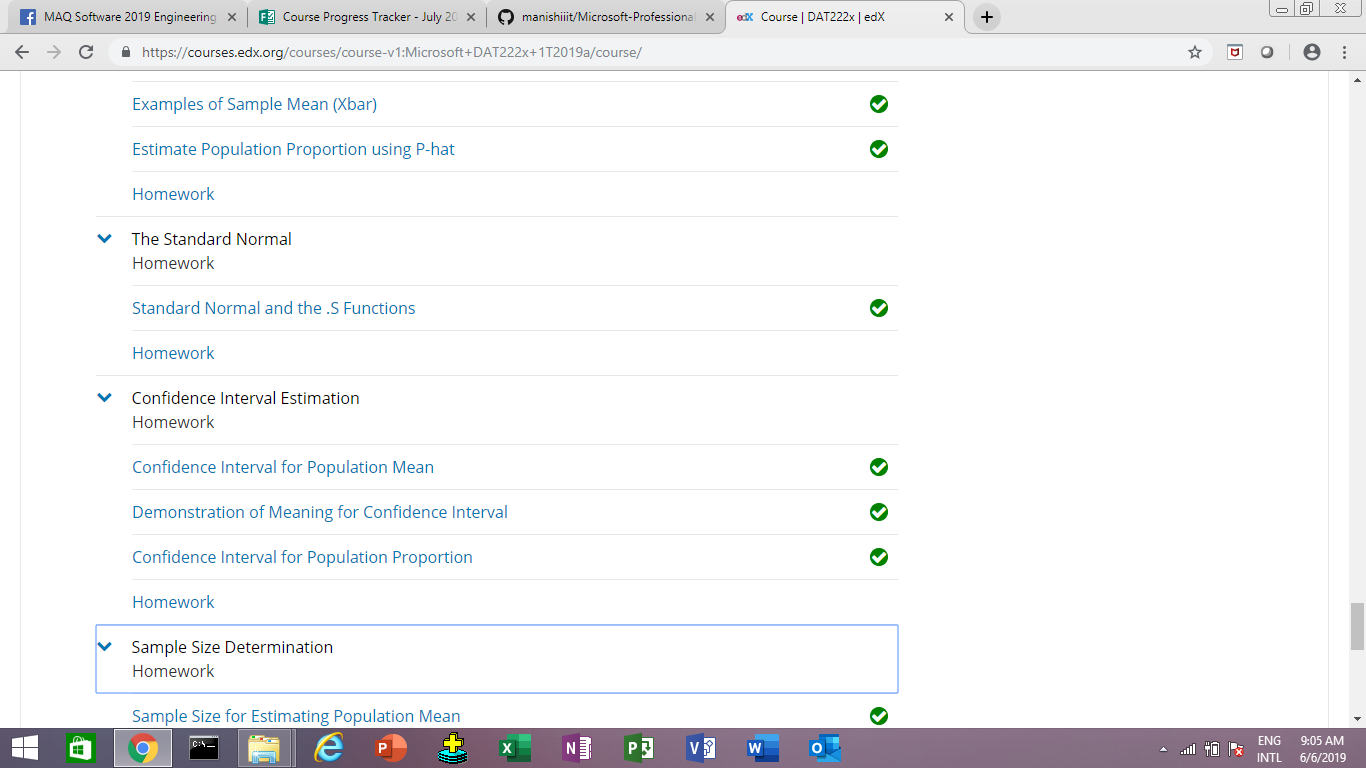 MAQ Software 2019 Engineering
Course Progress Tracker - July 20
manishiiit/Microsoft-Professional
edX Course | DAT222x | edX
https://courses.edx.org/courses/course-v1:Microsoft+DAT222x+1T2019a/course/
Examples of Sample Mean (Xbar)
Estimate Population Proportion using P-hat
Homework
The Standard Normal
Homework
Standard Normal and the .S Functions
Homework
Confidence Interval Estimation
Homework
Confidence Interval for Population Mean
Demonstration of Meaning for Confidence Interval
Confidence Interval for Population Proportion
Homework
Sample Size Determination
Homework
Sample Size for Estimating Population Mean
ENG 9:05 AM
INTL 6/6/2019